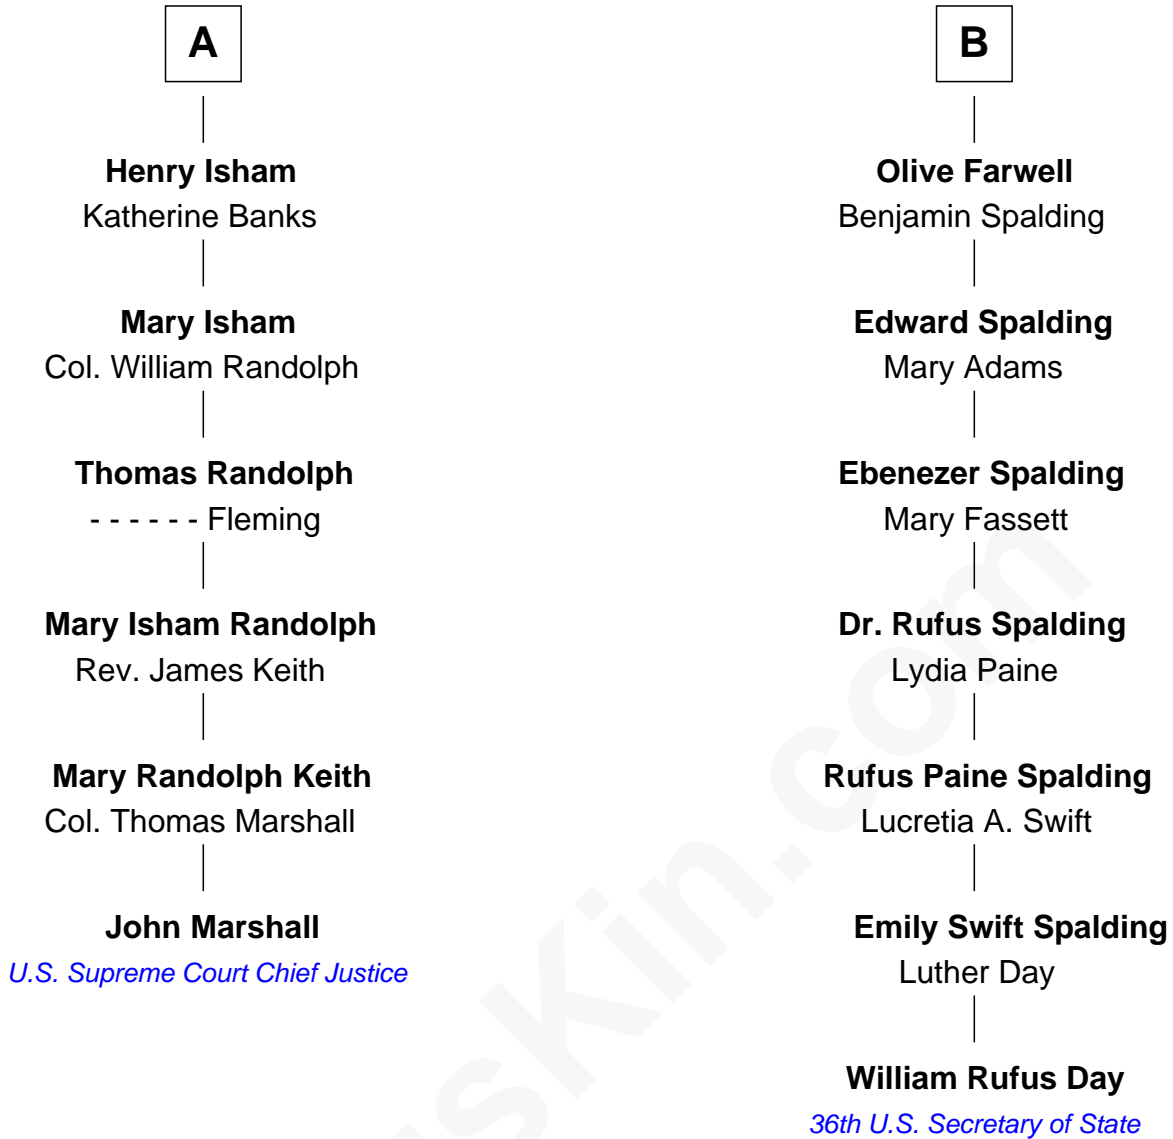 A
Henry Isham
Katherine Banks
Mary Isham
Col. William Randolph
Thomas Randolph
- - - - - - Fleming
Mary Isham Randolph
Rev. James Keith
Mary Randolph Keith
Col. Thomas Marshall
John Marshall
U.S. Supreme Court Chief Justice
B
Olive Farwell
Benjamin Spalding
Edward Spalding
Mary Adams
Ebenezer Spalding
Mary Fassett
Dr. Rufus Spalding
Lydia Paine
Rufus Paine Spalding
Lucretia A. Swift
Emily Swift Spalding
Luther Day
William Rufus Day
36th U.S. Secretary of State